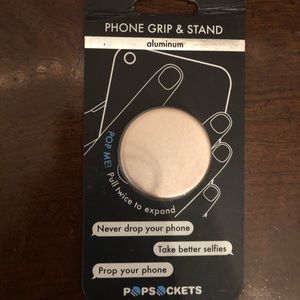 PHONE GRIP & STAND
aluminum
POP ME!
Pull twice to expand
Never drop your phone
Take better selfies
Prop your phone
POPSOCKETS